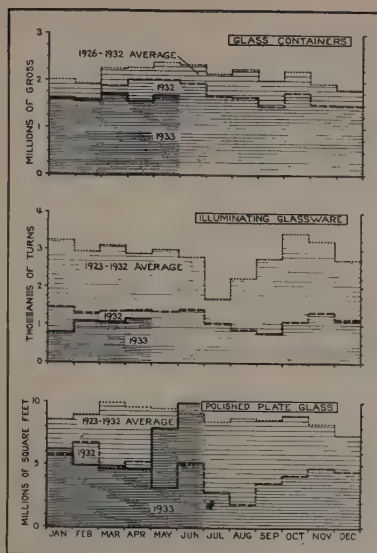 GLASS CONTAINERS
MILLIONS OF GROSS
3
2
1
0
1926-1932 AVERAGE
1932
1933
ILLUMINATING GLASSWARE
THOUSANDS OF TURNS
4
3
2
1
0
1923-1932 AVERAGE
1932
1933
POLISHED PLATE GLASS
MILLIONS OF SQUARE FEET
10
5
0
1923-1932 AVERAGE
1932
1933
JAN FEB MAR APR MAY JUN JUL AUG SEP OCT NOV DEC